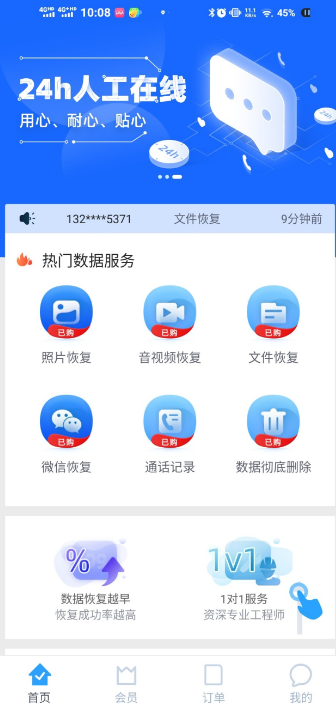 4G HD 4G+ HD 10:08 11.1 KB/s 45%
24h人工在线
用心、耐心、贴心
24h
24h
132****5371 文件恢复 9分钟前
热门数据服务
已购 已购 已购
照片恢复 音视频恢复 文件恢复
已购 已购 已购
微信恢复 通话记录 数据彻底删除
% 1V1
数据恢复越早 1对1服务
恢复成功率越高 资深专业工程师
首页 会员 订单 我的